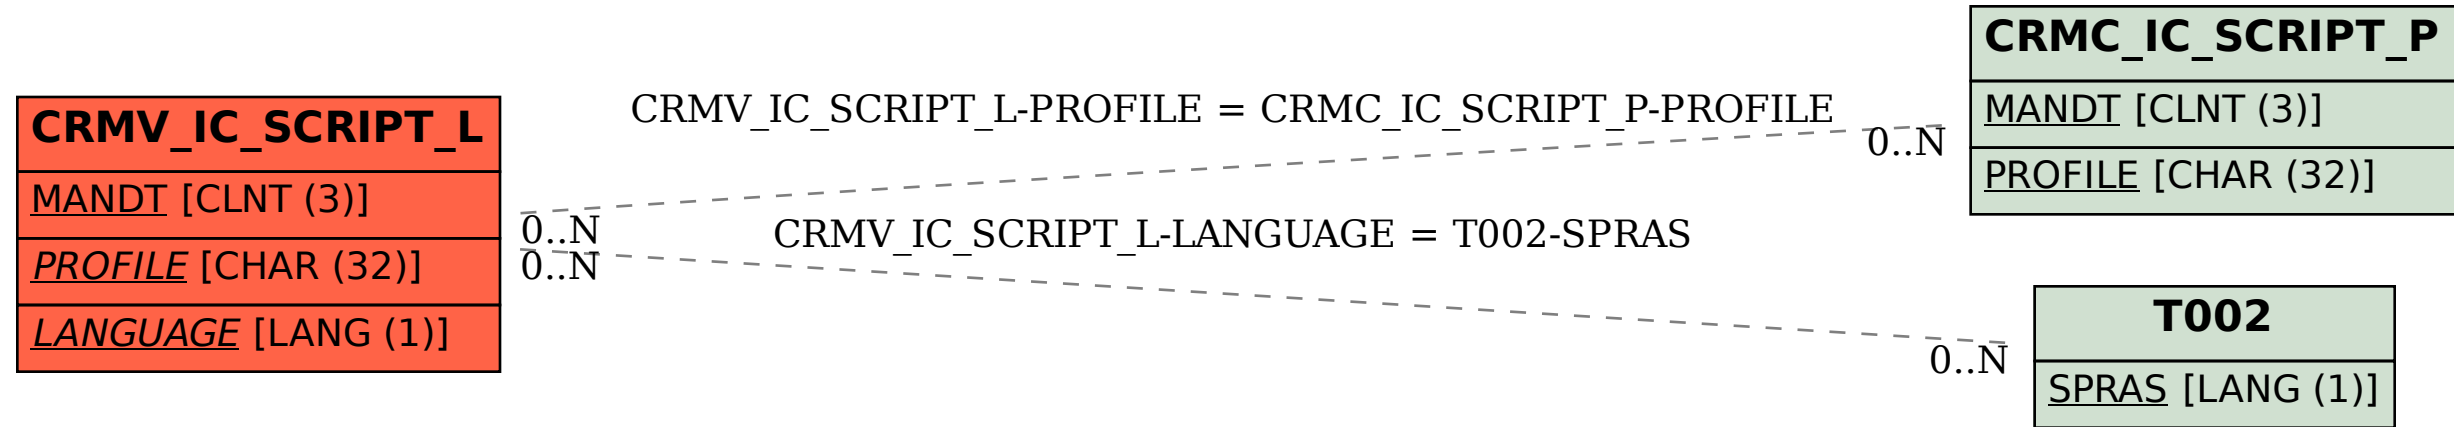 CRMV_IC_SCRIPT_L
MANDT [CLNT (3)]
PROFILE [CHAR (32)]
LANGUAGE [LANG (1)]
CRMV_IC_SCRIPT_L-PROFILE = CRMC_IC_SCRIPT_P-PROFILE
0..N
0..N
CRMV_IC_SCRIPT_L-LANGUAGE = T002-SPRAS
0..N
0..N
CRMC_IC_SCRIPT_P
MANDT [CLNT (3)]
PROFILE [CHAR (32)]
T002
SPRAS [LANG (1)]